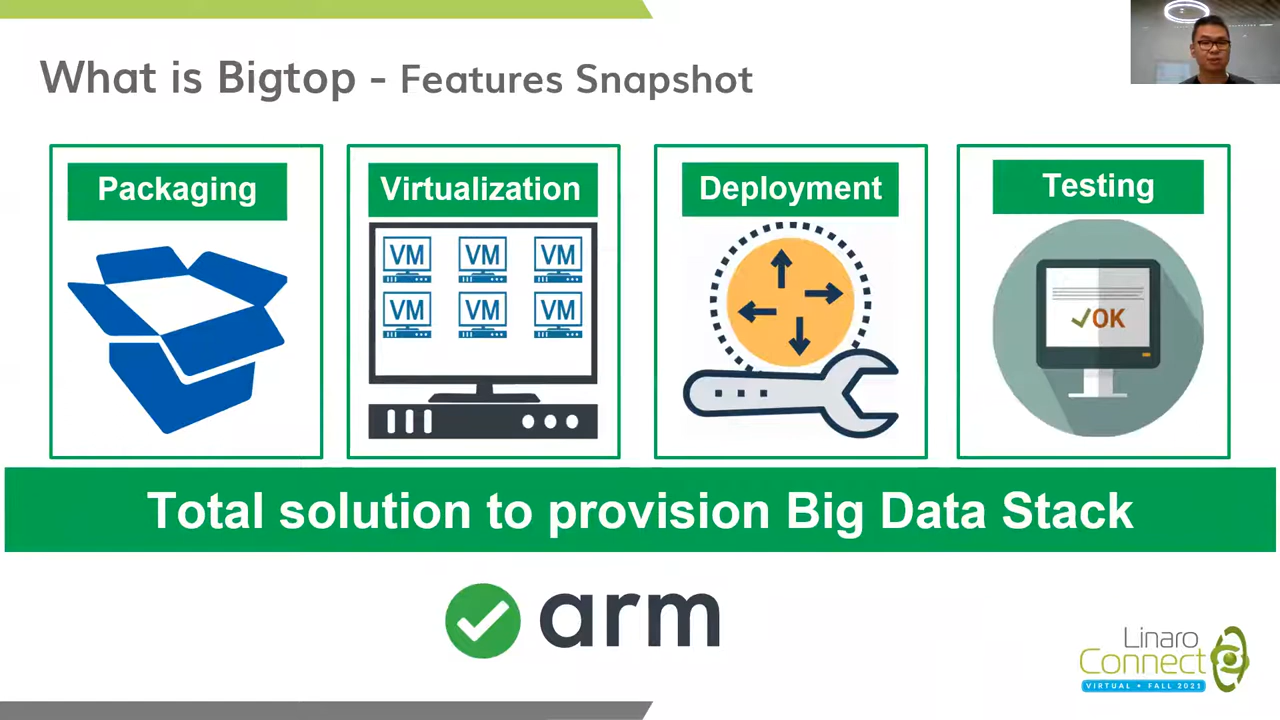 What is Bigtop - Features Snapshot
Packaging
Virtualization
Deployment
Testing
VM VM VM
VM VM VM
✓OK
Total solution to provision Big Data Stack
arm
Linaro
Connect
VIRTUAL • FALL 2021